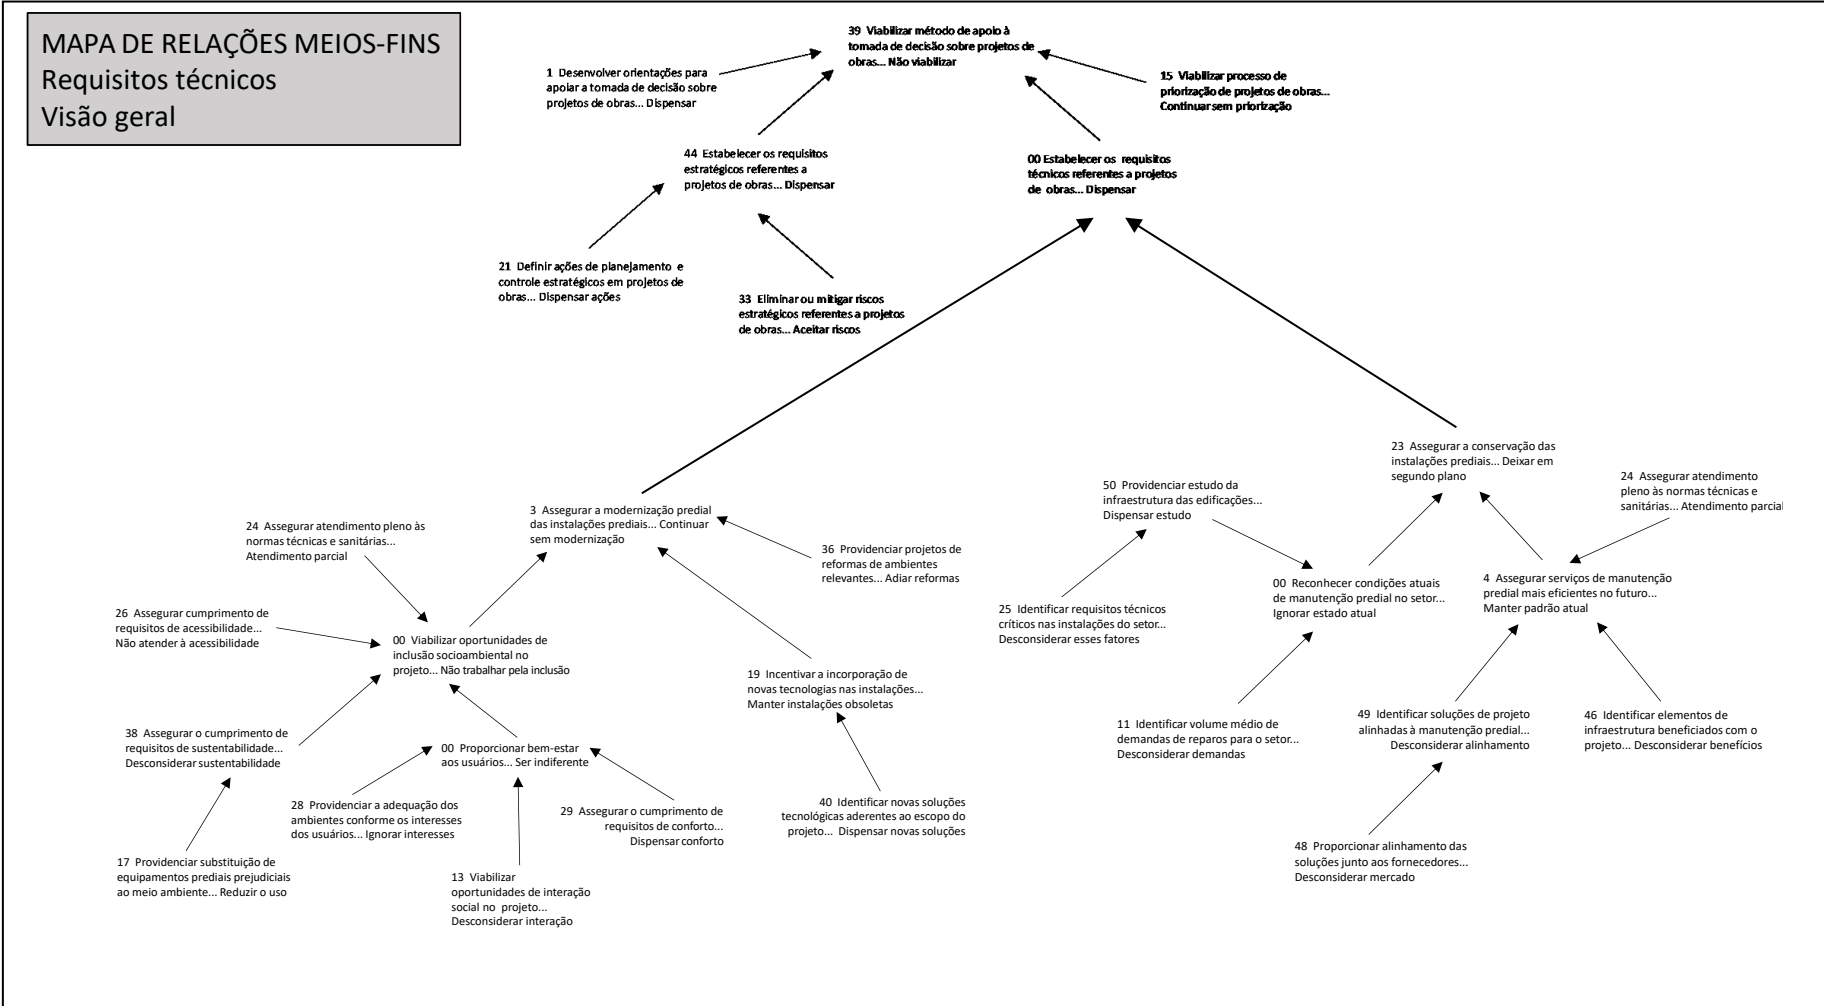 MAPA DE RELAÇÕES MEIOS-FINS
Requisitos técnicos
Visão geral
39 Viabilizar método de apoio à
tomada de decisão sobre projetos de
obras... Não viabilizar
1 Desenvolver orientações para
apoiar a tomada de decisão sobre
projetos de obras... Dispensar
15 Viabilizar processo de
priorização de projetos de obras...
Continuar sem priorização
44 Estabelecer os requisitos
estratégicos referentes a
projetos de obras... Dispensar
00 Estabelecer os requisitos
técnicos referentes a projetos
de obras... Dispensar
21 Definir ações de planejamento e
controle estratégicos em projetos de
obras... Dispensar ações
33 Eliminar ou mitigar riscos
estratégicos referentes a projetos
de obras... Aceitar riscos
23 Assegurar a conservação das
instalações prediais... Deixar em
segundo plano
50 Providenciar estudo da
infraestrutura das edificações...
Dispensar estudo
24 Assegurar atendimento
pleno às normas técnicas e
sanitárias... Atendimento parcial
3 Assegurar a modernização predial
das instalações prediais... Continuar
sem modernização
24 Assegurar atendimento pleno às
normas técnicas e sanitárias...
Atendimento parcial
36 Providenciar projetos de
reformas de ambientes
relevantes... Adiar reformas
00 Reconhecer condições atuais
de manutenção predial no setor...
Ignorar estado atual
4 Assegurar serviços de manutenção
predial mais eficientes no futuro...
Manter padrão atual
26 Assegurar cumprimento de
requisitos de acessibilidade...
Não atender à acessibilidade
25 Identificar requisitos técnicos
críticos nas instalações do setor...
Desconsiderar esses fatores
00 Viabilizar oportunidades de
inclusão socioambiental no
projeto... Não trabalhar pela inclusão
19 Incentivar a incorporação de
novas tecnologias nas instalações...
Manter instalações obsoletas
11 Identificar volume médio de
demandas de reparos para o setor...
Desconsiderar demandas
49 Identificar soluções de projeto
alinhadas à manutenção predial...
Desconsiderar alinhamento
46 Identificar elementos de
infraestrutura beneficiados com o
projeto... Desconsiderar benefícios
38 Assegurar o cumprimento de
requisitos de sustentabilidade...
Desconsiderar sustentabilidade
00 Proporcionar bem-estar
aos usuários... Ser indiferente
28 Providenciar a adequação dos
ambientes conforme os interesses
dos usuários... Ignorar interesses
29 Assegurar o cumprimento de
requisitos de conforto...
Dispensar conforto
40 Identificar novas soluções
tecnológicas aderentes ao escopo do
projeto... Dispensar novas soluções
48 Proporcionar alinhamento das
soluções junto aos fornecedores...
Desconsiderar mercado
17 Providenciar substituição de
equipamentos prediais prejudiciais
ao meio ambiente... Reduzir o uso
13 Viabilizar
oportunidades de interação
social no projeto...
Desconsiderar interação